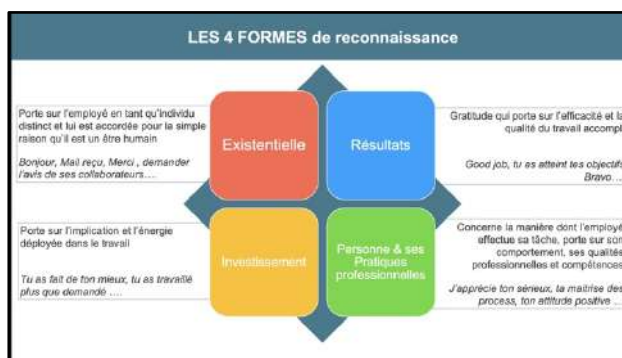 LES 4 FORMES de reconnaissance
Porte sur l'employé en tant qu'individu
distinct et lui est accordée pour la simple
raison qu'il est un être humain
Bonjour, Mail reçu, Merci , demander
l'avis de ses collaborateurs….
Existentielle
Résultats
Gratitude qui porte sur l'efficacité et la
qualité du travail accompl
Good job, tu as atteint tes objectifs
Bravo…
Porte sur l'implication et l'énergie
déployée dans le travail
Tu as fait de ton mieux, tu as travaillé
plus que demandé ….
Investissement
Personne & ses
Pratiques
professionnelles
Concerne la manière dont l'employé
effectue sa tâche, porte sur son
comportement, ses qualités
professionnelles et compétences
J'apprécie ton sérieux, ta maitrise des
process, ton attitude positive …